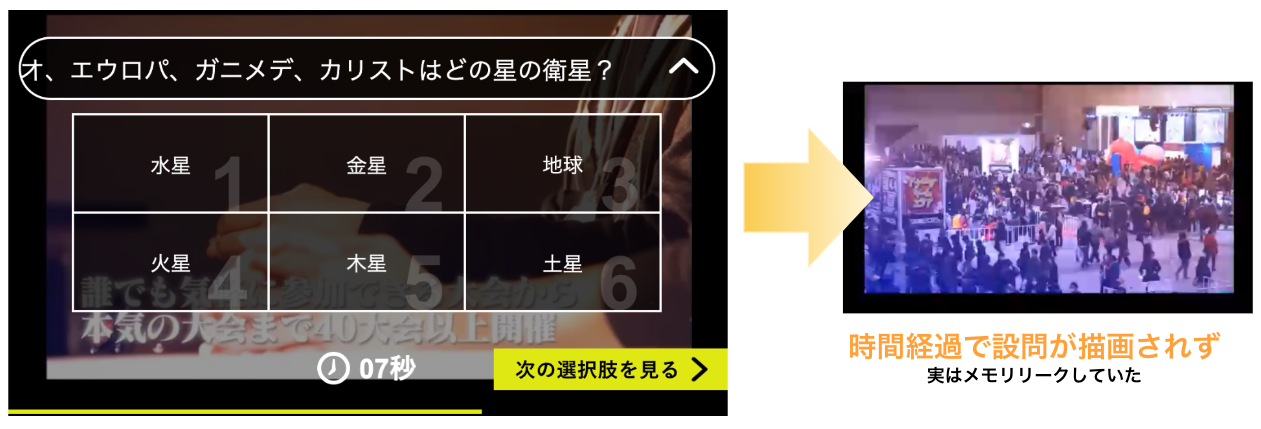 オ、エウロパ、ガニメデ、カリストはどの星の衛星？
水星 1
金星 2
地球 3
火星 4
木星 5
土星 6
誰でも気軽に参加できる大会から
本気の大会まで40大会以上開催
07秒
次の選択肢を見る
時間経過で設問が描画されず
実はメモリリークしていた